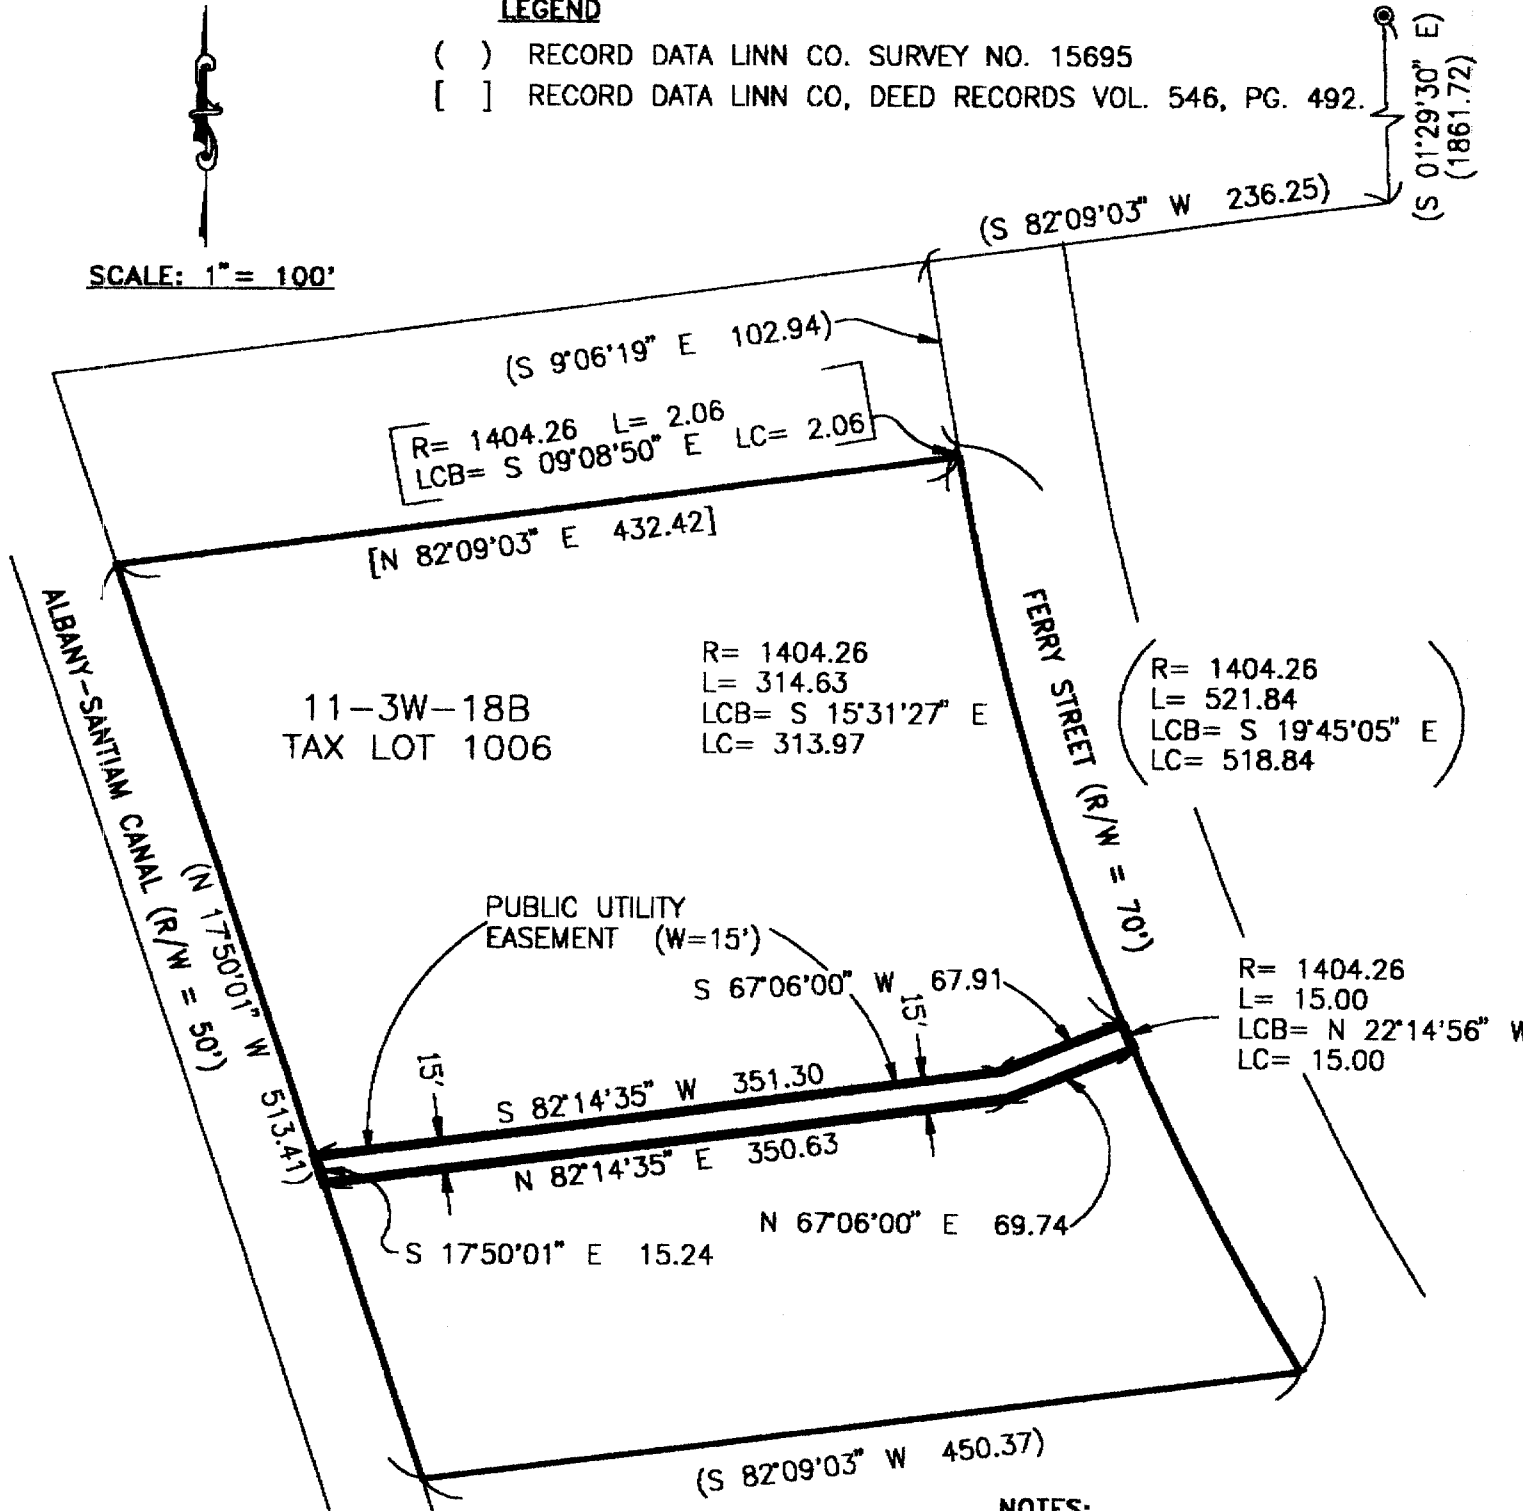 LEGEND
( ) RECORD DATA LINN CO. SURVEY NO. 15695
[ ] RECORD DATA LINN CO, DEED RECORDS VOL. 546, PG. 492.
(S 01°29'30" E)
(1861.72)
SCALE: 1"= 100'
(S 82°09'03" W 236.25)
(S 9°06'19" E 102.94)
R= 1404.26 L= 2.06
LCB= S 09°08'50" E LC= 2.06
[N 82°09'03" E 432.42]
ALBANY-SANTIAM CANAL (R/W = 50')
11-3W-18B
TAX LOT 1006
R= 1404.26
L= 314.63
LCB= S 15°31'27" E
LC= 313.97
FERRY STREET (R/W = 70')
R= 1404.26
L= 521.84
LCB= S 19°45'05" E
LC= 518.84
(N 17°50'01" W 513.41)
PUBLIC UTILITY
EASEMENT (W=15')
S 67°06'00" W 67.91
15'
R= 1404.26
L= 15.00
LCB= N 22°14'56" W
LC= 15.00
15'
S 82°14'35" W 351.30
N 82°14'35" E 350.63
N 67°06'00" E 69.74
S 17°50'01" E 15.24
(S 82°09'03" W 450.37)
NOTES: